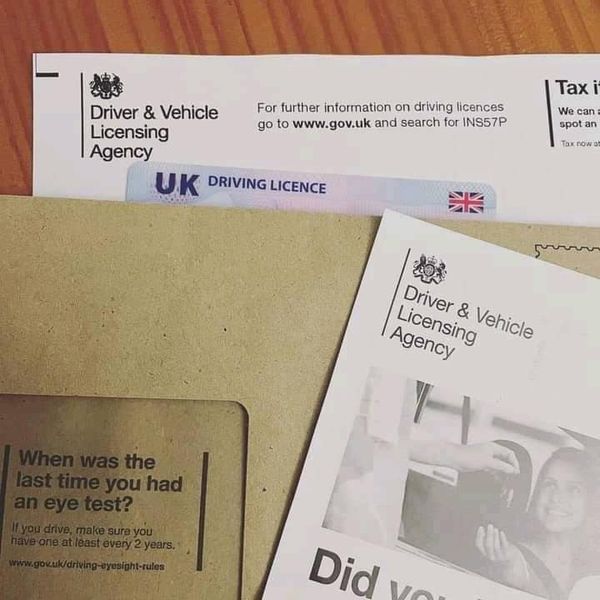 Driver & Vehicle
Licensing
Agency
For further information on driving licences
go to www.gov.uk and search for INS57P
Tax i
We can
spot an
Tax now at
UK DRIVING LICENCE
Driver & Vehicle
Licensing
Agency
When was the
last time you had
an eye test?
If you drive, make sure you
have one at least every 2 years.
www.gov.uk/driving-eyesight-rules
Did you